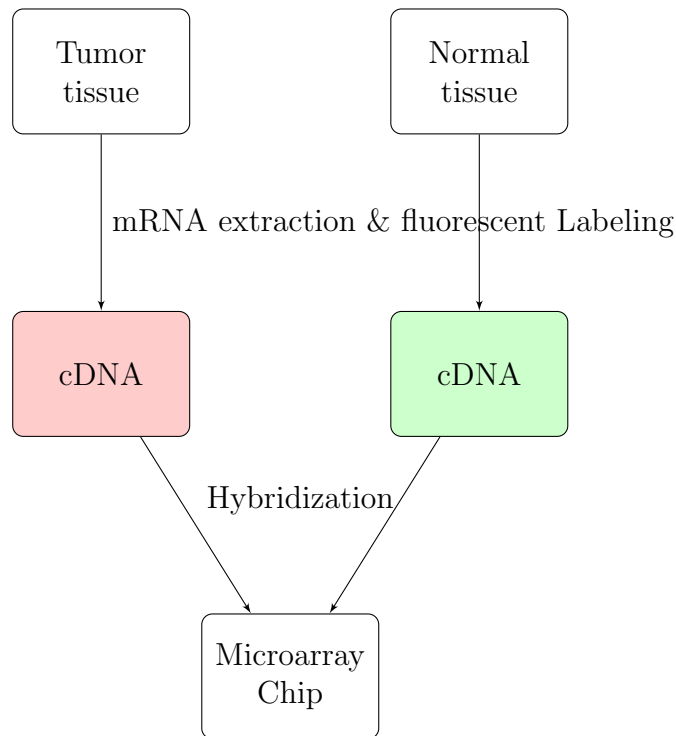 Tumor
tissue
Normal
tissue
mRNA extraction & fluorescent Labeling
cDNA
cDNA
Hybridization
Microarray
Chip